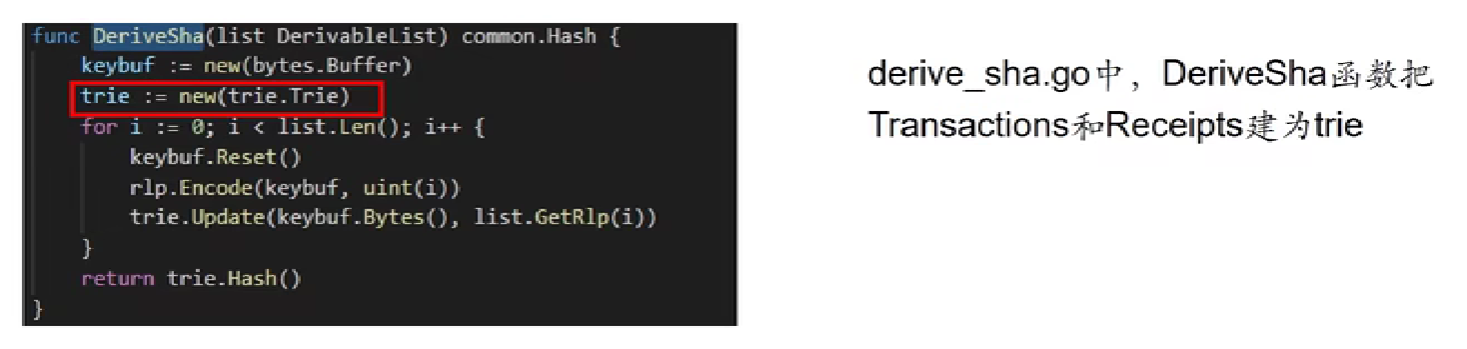 func DeriveSha(list DerivableList) common.Hash {
keybuf := new(bytes.Buffer)
trie := new(trie.Trie)
for i := 0; i < list.Len(); i++ {
keybuf.Reset()
rlp.Encode(keybuf, uint(i))
trie.Update(keybuf.Bytes(), list.GetRlp(i))
}
return trie.Hash()
}
derive_sha.go中，DeriveSha函数把
Transactions和Receipts建为trie